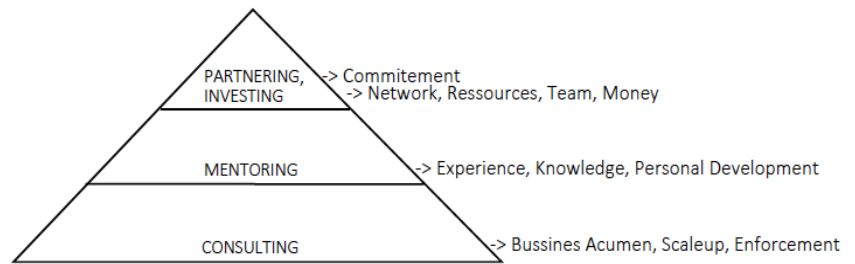 PARTNERING, -> Commitement
INVESTING -> Network, Ressources, Team, Money
MENTORING -> Experience, Knowledge, Personal Development
CONSULTING -> Bussines Acumen, Scaleup, Enforcement